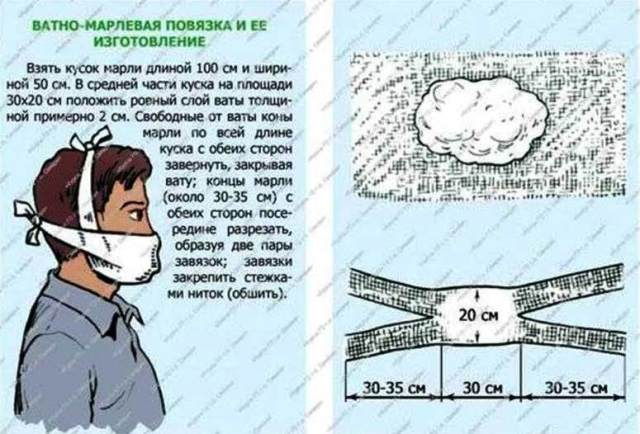 ВАТНО-МАРЛЕВАЯ ПОВЯЗКА И ЕЕ
ИЗГОТОВЛЕНИЕ
Взять кусок марли длиной 100 см и шири-
ной 50 см. В средней части куска на площади
30х20 см положить ровный слой ваты толщи-
ной примерно 2 см. Свободные от ваты концы
марли по всей длине
куска с обеих сторон
завернуть, закрывая
вату; концы марли
(около 30-35 см) с
обеих сторон посе-
редине разрезать,
образуя две пары
завязок; завязки
закрепить стежка-
ми ниток (обшить).
20 см
30-35 см 30 см 30-35 см